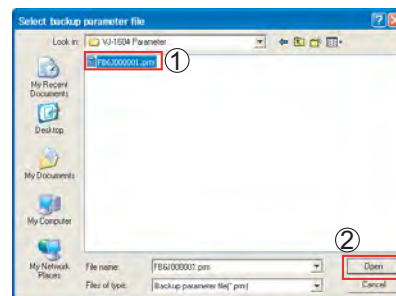 Select backup parameter file
Look in: VJ-1604 Parameter
①
FB6J000001.prm
My Recent
Documents
Desktop
My Documents
My Computer
My Network
Places
②
File name: FB6J000001.prm Open
Files of type: Backup parameter file(*.prm) Cancel